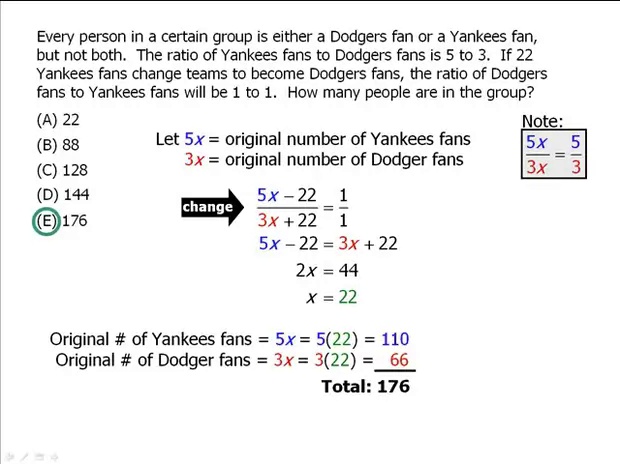 Every person in a certain group is either a Dodgers fan or a Yankees fan,
but not both. The ratio of Yankees fans to Dodgers fans is 5 to 3. If 22
Yankees fans change teams to become Dodgers fans, the ratio of Dodgers
fans to Yankees fans will be 1 to 1. How many people are in the group?
(A) 22
(B) 88
(C) 128
(D) 144
(E) 176
Let 5x = original number of Yankees fans
3x = original number of Dodger fans
Note:
5x/3x = 5/3
change
(5x − 22)/(3x + 22) = 1/1
5x − 22 = 3x + 22
2x = 44
x = 22
Original # of Yankees fans = 5x = 5(22) = 110
Original # of Dodger fans = 3x = 3(22) = 66
Total: 176